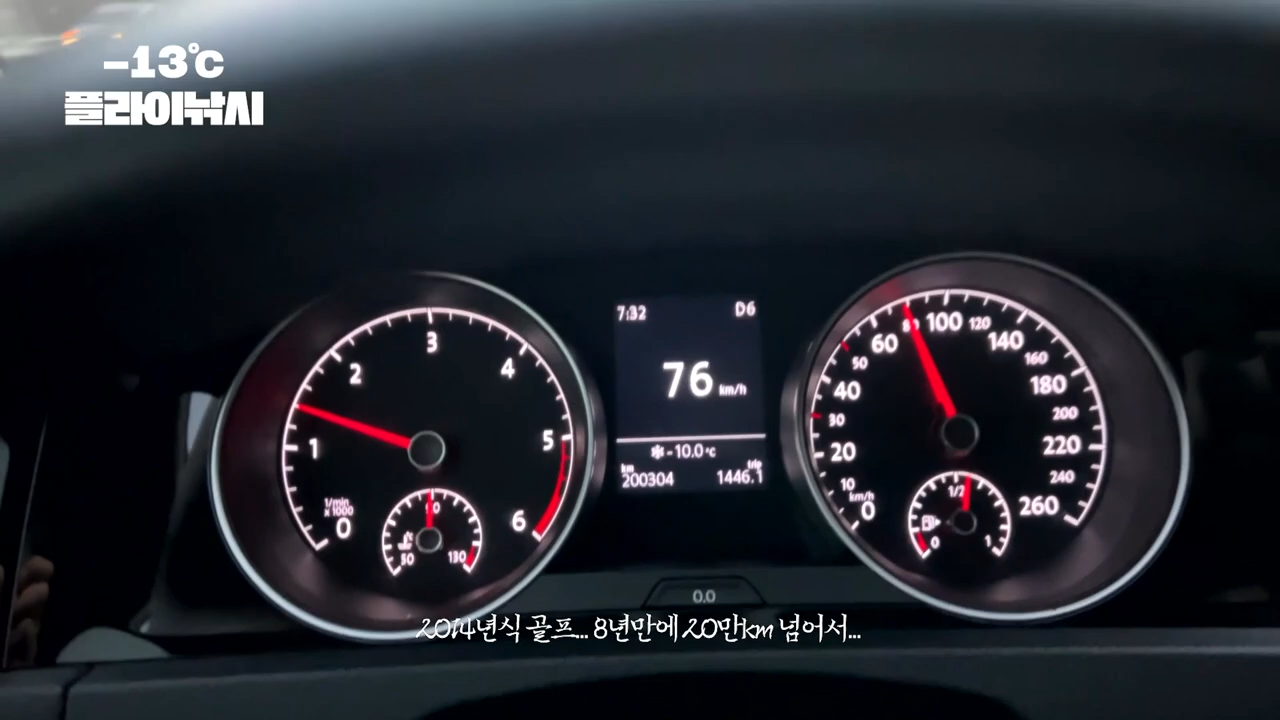 -13℃
플라이낚시
7:32 D6
76 km/h
❄-10.0℃
km trip
200304 1446.1
1/min
x 1000
0 1 2 3 4 5 6
50 90 130
km/h
0 10 20 30 40 50 60 80 100 120 140 160 180 200 220 240 260
0 1/2 1
0.0
2014년식 골프... 8년만에 20만km 넘어서...